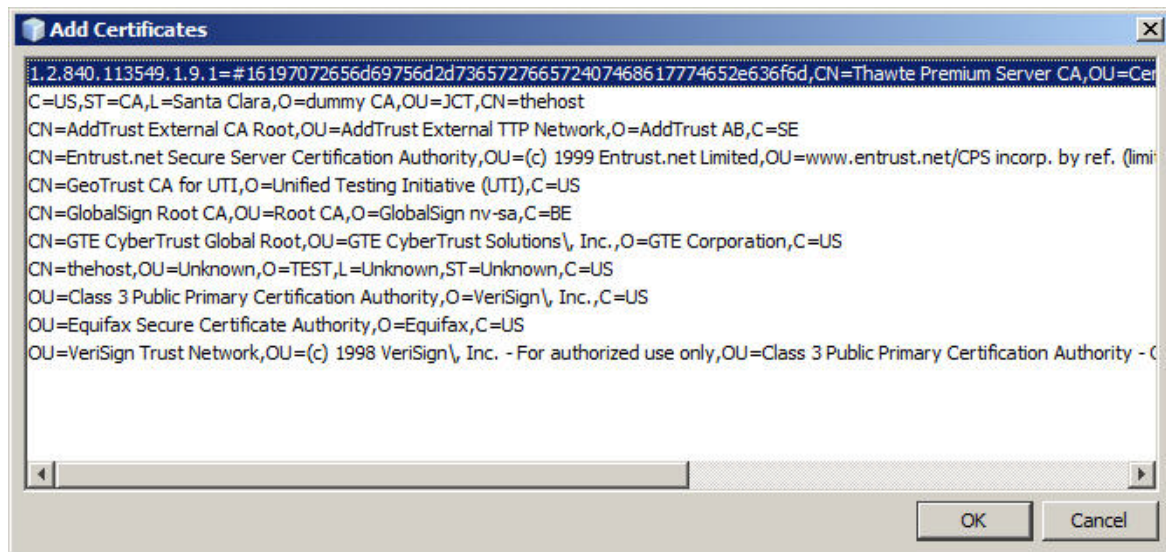 Add Certificates
1.2.840.113549.1.9.1=#16197072656d69756d2d736572766572407468617774652e636f6d,CN=Thawte Premium Server CA,OU=Cer
C=US,ST=CA,L=Santa Clara,O=dummy CA,OU=JCT,CN=thehost
CN=AddTrust External CA Root,OU=AddTrust External TTP Network,O=AddTrust AB,C=SE
CN=Entrust.net Secure Server Certification Authority,OU=(c) 1999 Entrust.net Limited,OU=www.entrust.net/CPS incorp. by ref. (limi
CN=GeoTrust CA for UTI,O=Unified Testing Initiative (UTI),C=US
CN=GlobalSign Root CA,OU=Root CA,O=GlobalSign nv-sa,C=BE
CN=GTE CyberTrust Global Root,OU=GTE CyberTrust Solutions\, Inc.,O=GTE Corporation,C=US
CN=thehost,OU=Unknown,O=TEST,L=Unknown,ST=Unknown,C=US
OU=Class 3 Public Primary Certification Authority,O=VeriSign\, Inc.,C=US
OU=Equifax Secure Certificate Authority,O=Equifax,C=US
OU=VeriSign Trust Network,OU=(c) 1998 VeriSign\, Inc. - For authorized use only,OU=Class 3 Public Primary Certification Authority -
OK Cancel